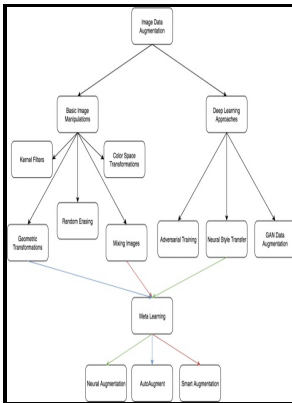 Image Data
Augmentation
Basic Image
Manipulations
Deep Learning
Approaches
Kernel Filters
Color Space
Transformations
Random Erasing
Geometric
Transformations
Mixing Images
Adversarial Training
Neural Style Transfer
GAN Data
Augmentation
Meta Learning
Neural Augmentation
AutoAugment
Smart Augmentation